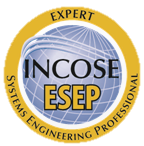 EXPERT
INCOSE
ESEP
SYSTEMS ENGINEERING PROFESSIONAL